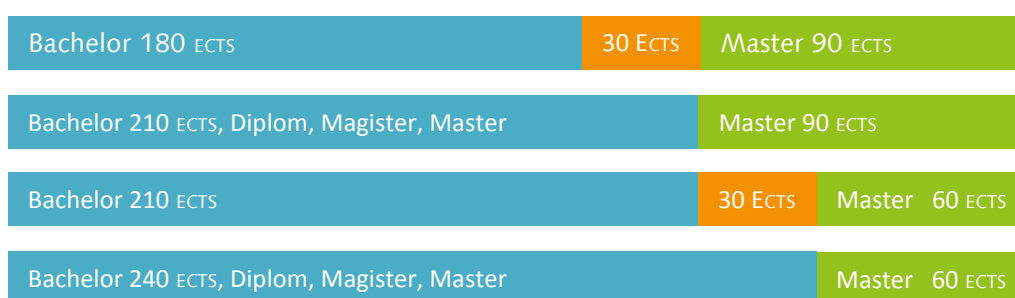 Bachelor 180 ECTS 30 ECTS Master 90 ECTS
Bachelor 210 ECTS, Diplom, Magister, Master Master 90 ECTS
Bachelor 210 ECTS 30 ECTS Master 60 ECTS
Bachelor 240 ECTS, Diplom, Magister, Master Master 60 ECTS